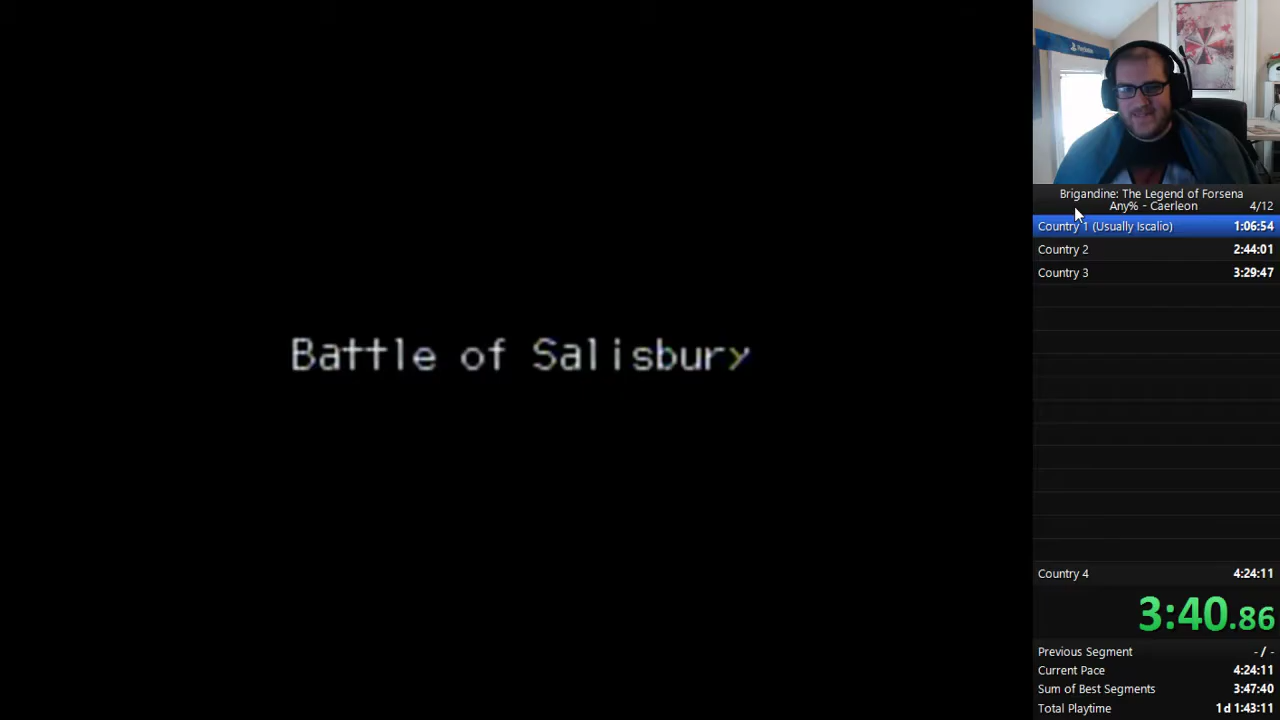 Battle of Salisbury
PlayStation
Brigandine: The Legend of Forsena
Any% - Caerleon 4/12
Country 1 (Usually Iscalio) 1:06:54
Country 2 2:44:01
Country 3 3:29:47
Country 4 4:24:11
3:40.86
Previous Segment - / -
Current Pace 4:24:11
Sum of Best Segments 3:47:40
Total Playtime 1 d 1:43:11